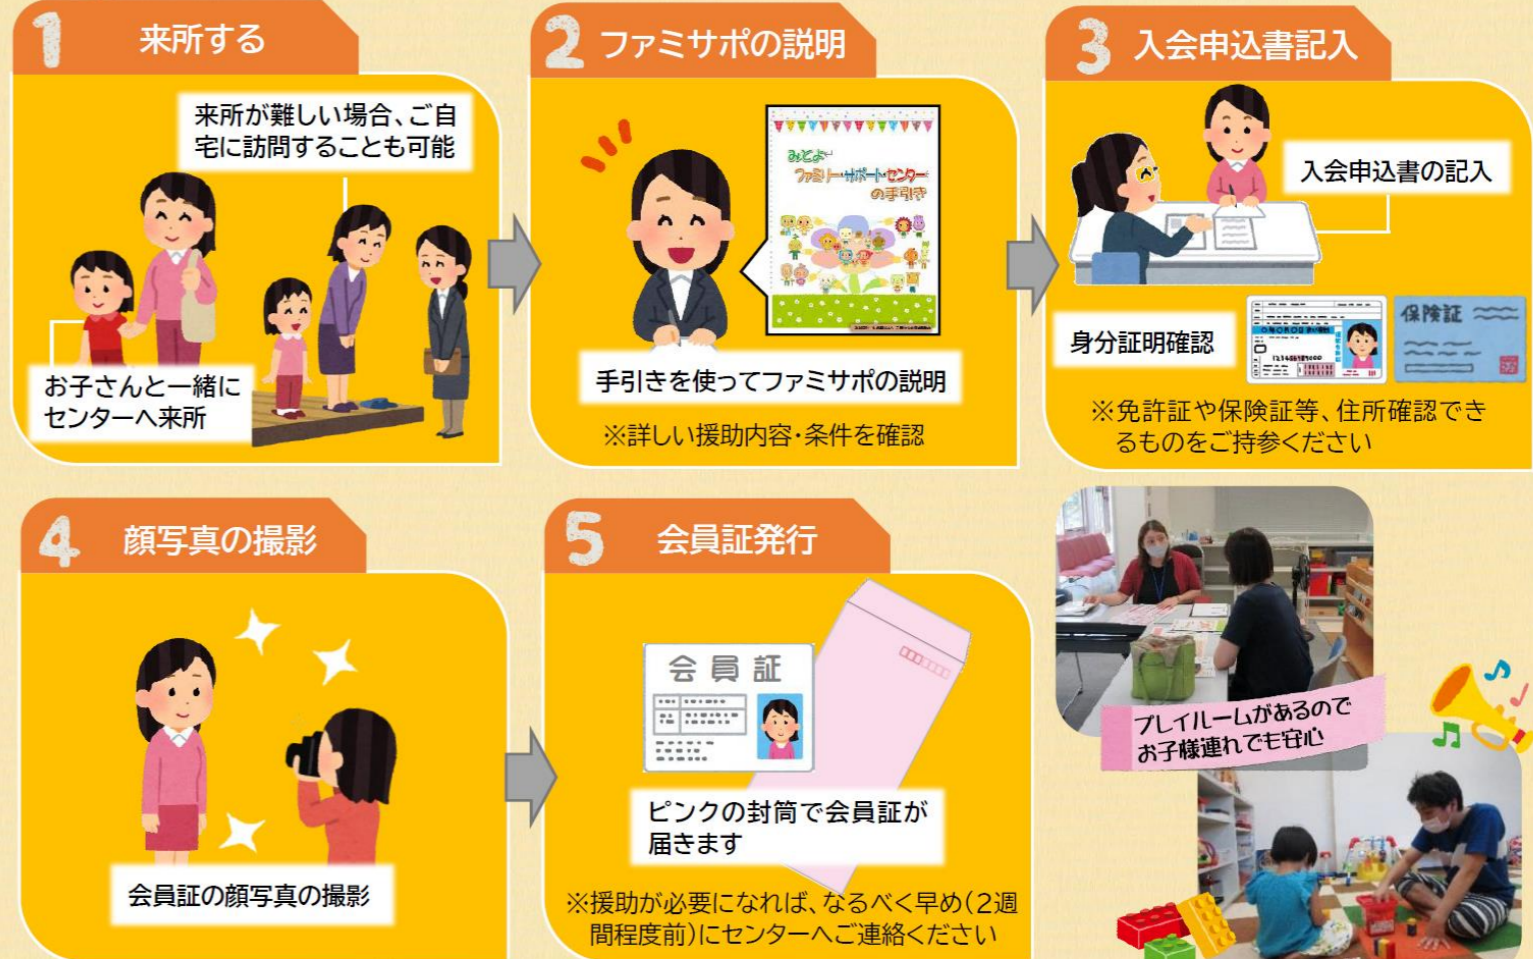 1 来所する
来所が難しい場合、ご自
宅に訪問することも可能
お子さんと一緒に
センターへ来所
2 ファミサポの説明
みとよ
ファミリー・サポート・センター
の手引き
手引きを使ってファミサポの説明
※詳しい援助内容・条件を確認
3 入会申込書記入
入会申込書の記入
身分証明確認
保険証
※免許証や保険証等、住所確認でき
るものをご持参ください
4 顔写真の撮影
会員証の顔写真の撮影
5 会員証発行
会員証
ピンクの封筒で会員証が
届きます
※援助が必要になれば、なるべく早め(2週
間程度前)にセンターへご連絡ください
プレイルームがあるので
お子様連れでも安心